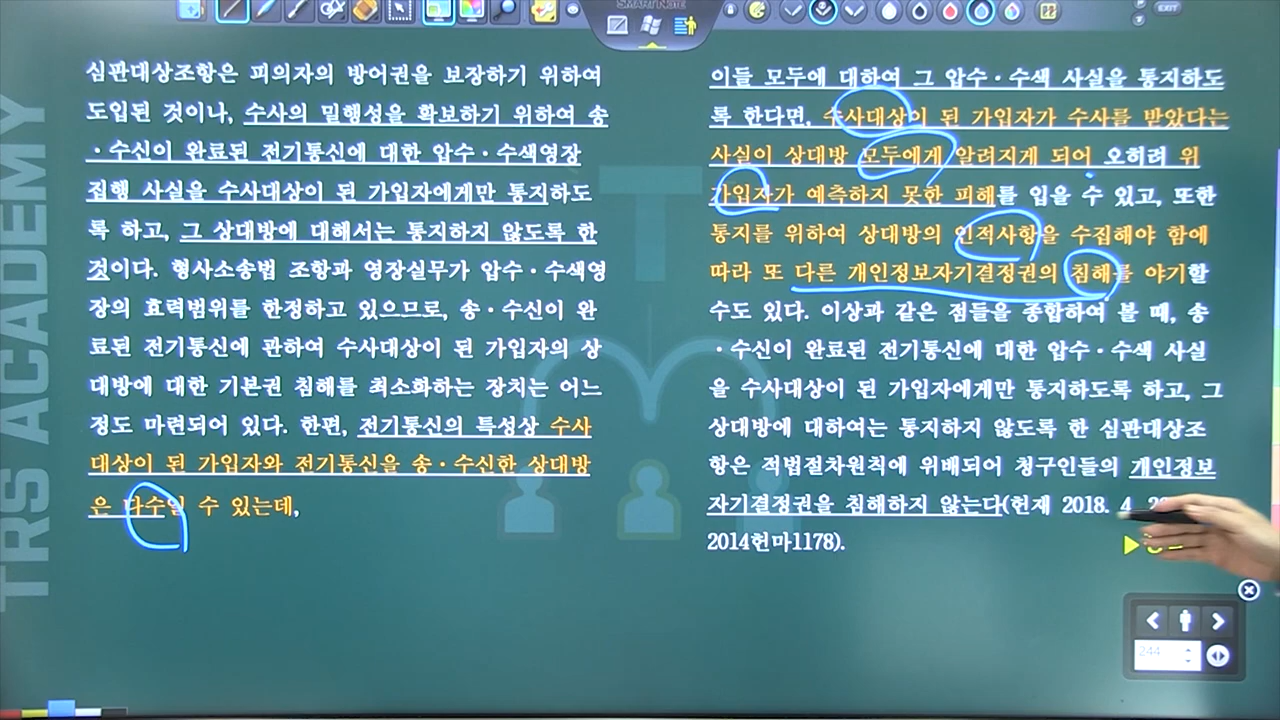 SMART NOTE
EXIT
TRS ACADEMY
심판대상조항은 피의자의 방어권을 보장하기 위하여
도입된 것이나, 수사의 밀행성을 확보하기 위하여 송
·수신이 완료된 전기통신에 대한 압수·수색영장
집행 사실을 수사대상이 된 가입자에게만 통지하도
록 하고, 그 상대방에 대해서는 통지하지 않도록 한
것이다. 형사소송법 조항과 영장실무가 압수·수색영
장의 효력범위를 한정하고 있으므로, 송·수신이 완
료된 전기통신에 관하여 수사대상이 된 가입자의 상
대방에 대한 기본권 침해를 최소화하는 장치는 어느
정도 마련되어 있다. 한편, 전기통신의 특성상 수사
대상이 된 가입자와 전기통신을 송·수신한 상대방
은 다수일 수 있는데,
이들 모두에 대하여 그 압수·수색 사실을 통지하도
록 한다면, 수사대상이 된 가입자가 수사를 받았다는
사실이 상대방 모두에게 알려지게 되어 오히려 위
가입자가 예측하지 못한 피해를 입을 수 있고, 또한
통지를 위하여 상대방의 인적사항을 수집해야 함에
따라 또 다른 개인정보자기결정권의 침해를 야기할
수도 있다. 이상과 같은 점들을 종합하여 볼 때, 송
·수신이 완료된 전기통신에 대한 압수·수색 사실
을 수사대상이 된 가입자에게만 통지하도록 하고, 그
상대방에 대하여는 통지하지 않도록 한 심판대상조
항은 적법절차원칙에 위배되어 청구인들의 개인정보
자기결정권을 침해하지 않는다(헌재 2018. 4.
2014헌마1178).
244